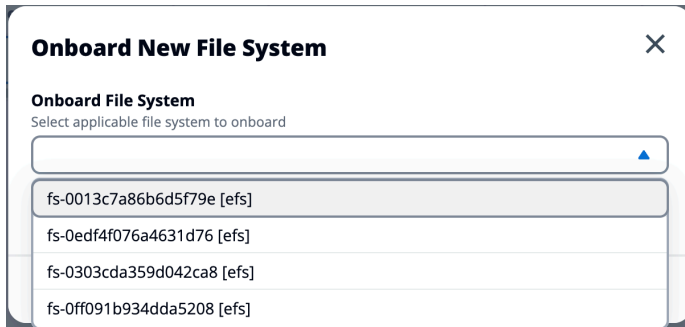 Onboard New File System
Onboard File System
Select applicable file system to onboard
fs-0013c7a86b6d5f79e [efs]
fs-0edf4f076a4631d76 [efs]
fs-0303cda359d042ca8 [efs]
fs-0ff091b934dda5208 [efs]